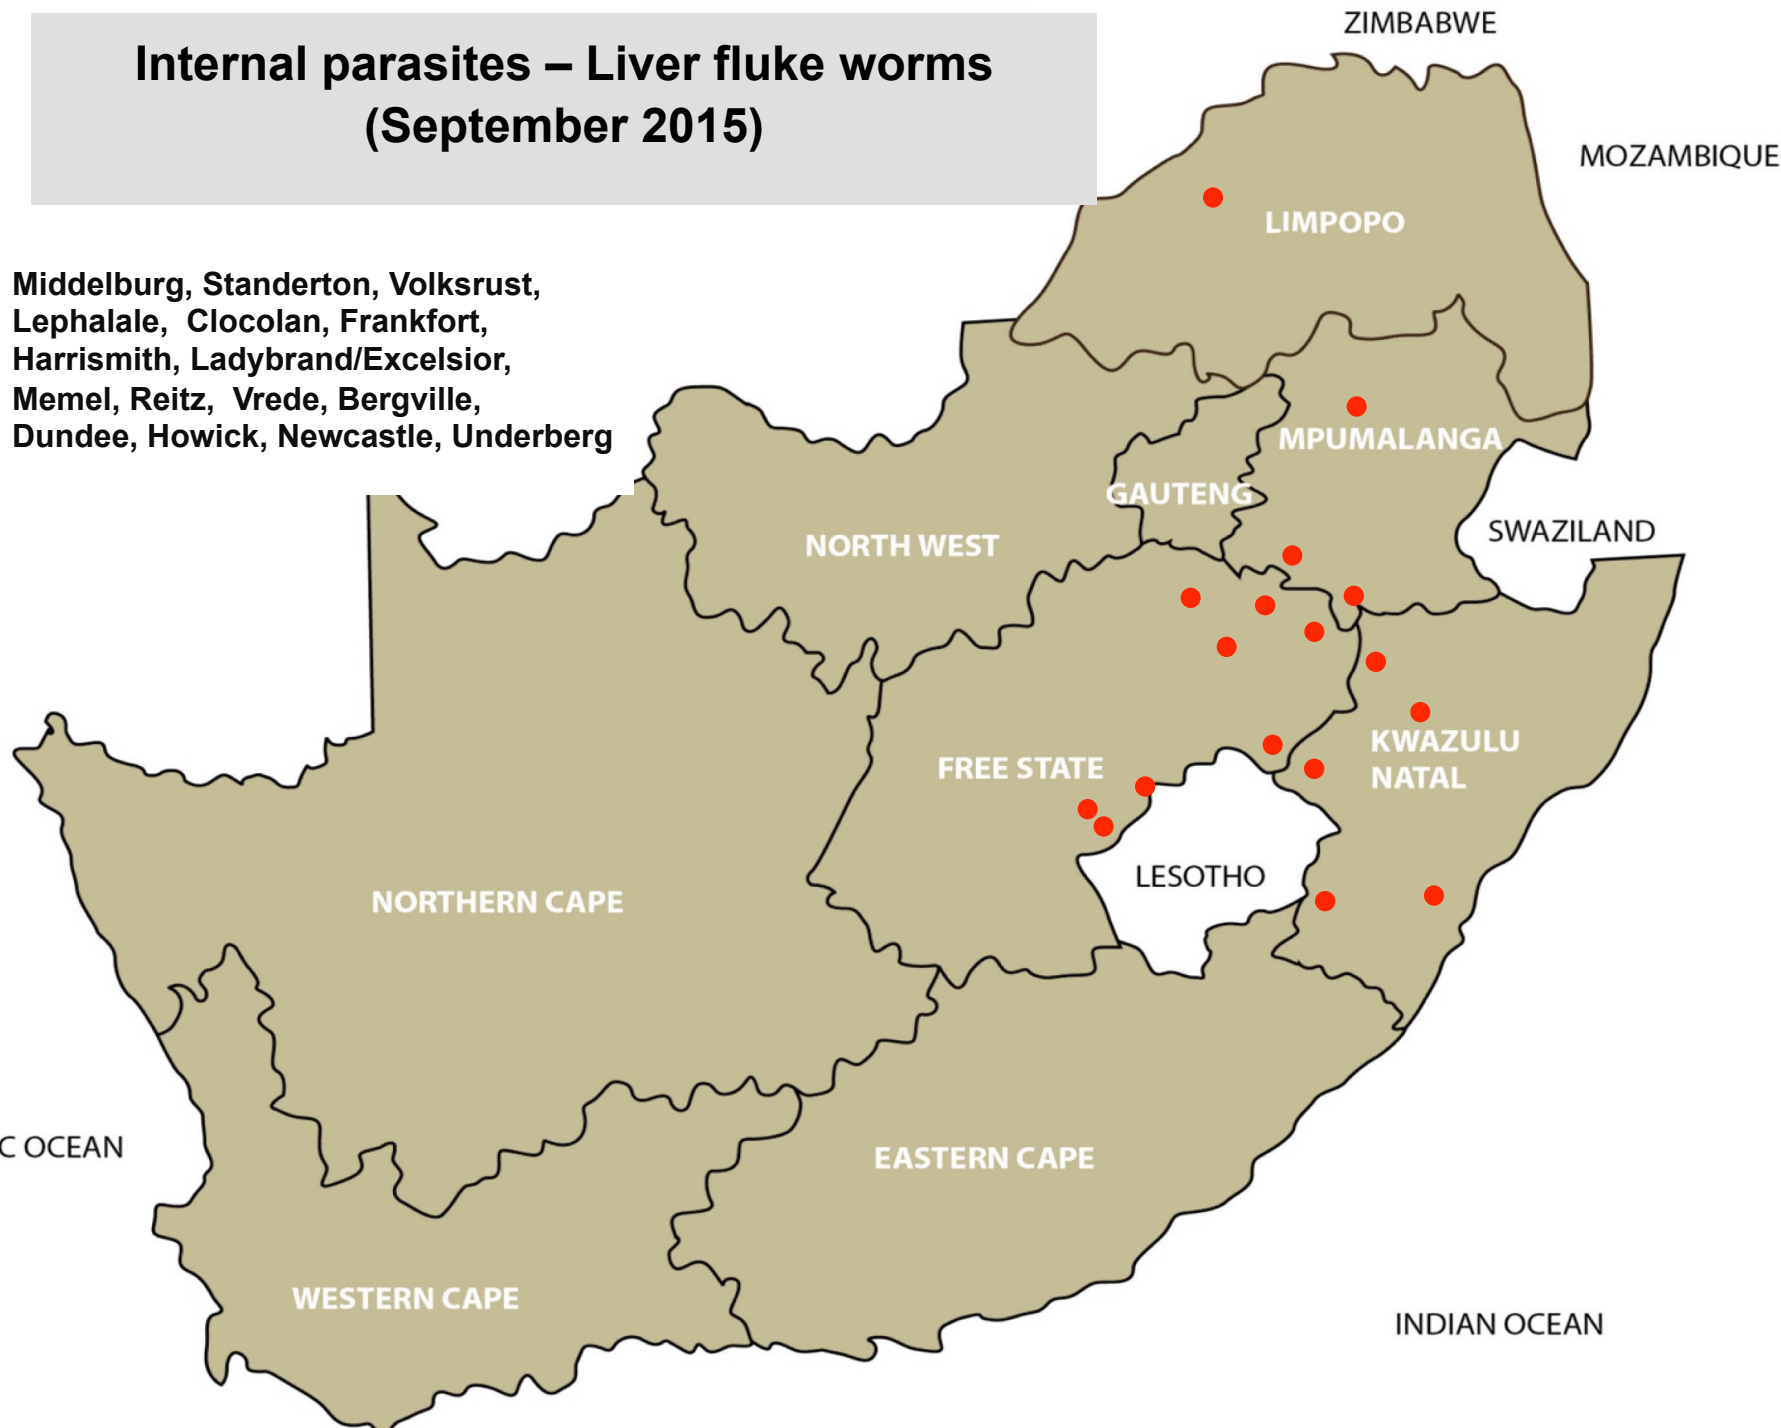 Internal parasites – Liver fluke worms
(September 2015)
Middelburg, Standerton, Volksrust,
Lephalale, Clocolan, Frankfort,
Harrismith, Ladybrand/Excelsior,
Memel, Reitz, Vrede, Bergville,
Dundee, Howick, Newcastle, Underberg
ZIMBABWE
MOZAMBIQUE
LIMPOPO
MPUMALANGA
GAUTENG
SWAZILAND
NORTH WEST
KWAZULU
NATAL
FREE STATE
LESOTHO
NORTHERN CAPE
C OCEAN
EASTERN CAPE
WESTERN CAPE
INDIAN OCEAN